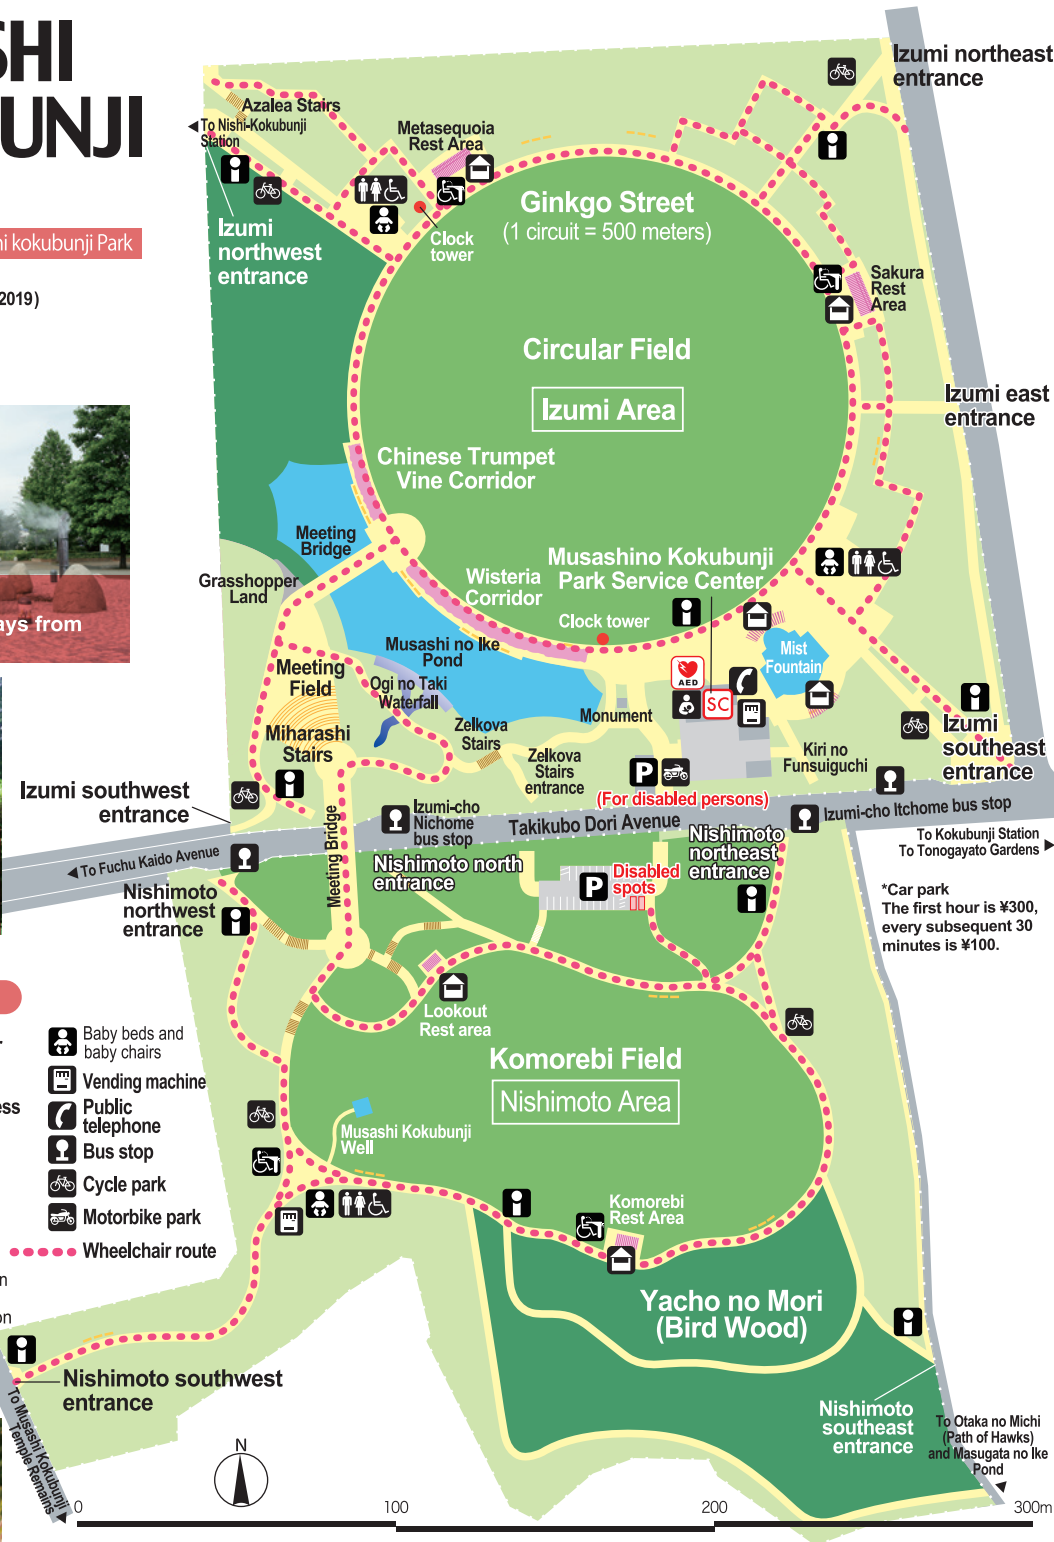 SHI
UNJI
hi kokubunji Park
2019)
ays from
Izumi northeast
entrance
Azalea Stairs
To Nishi-Kokubunji
Station
Metasequoia
Rest Area
Ginkgo Street
(1 circuit = 500 meters)
Izumi
northwest
entrance
Clock
tower
Sakura
Rest
Area
Circular Field
Izumi Area
Izumi east
entrance
Chinese Trumpet
Vine Corridor
Meeting
Bridge
Musashino Kokubunji
Park Service Center
Grasshopper
Land
Wisteria
Corridor
Clock tower
Musashi no Ike
Pond
Mist
Fountain
Meeting
Field
Ogi no Taki
Waterfall
AED
SC
Monument
Miharashi
Stairs
Zelkova
Stairs
Zelkova
Stairs
entrance
Kiri no
Funsuiguchi
Izumi
southeast
entrance
P
(For disabled persons)
Izumi southwest
entrance
Izumi-cho
Nichome
bus stop
Takikubo Dori Avenue
Izumi-cho Itchome bus stop
To Kokubunji Station
To Tonogayato Gardens
Meeting Bridge
To Fuchu Kaido Avenue
Nishimoto north
entrance
Nishimoto
northeast
entrance
Disabled
spots
P
Nishimoto
northwest
entrance
*Car park
The first hour is ¥300,
every subsequent 30
minutes is ¥100.
Lookout
Rest area
Komorebi Field
Nishimoto Area
Musashi Kokubunji
Well
r
ess
n
on
Baby beds and
baby chairs
Vending machine
Public
telephone
Bus stop
Cycle park
Motorbike park
Wheelchair route
Komorebi
Rest Area
Yacho no Mori
(Bird Wood)
Nishimoto southwest
entrance
To Musashi Kokubunji
Temple Remains
Nishimoto
southeast
entrance
To Otaka no Michi
(Path of Hawks)
and Masugata no Ike
Pond
N
0
100
200
300m